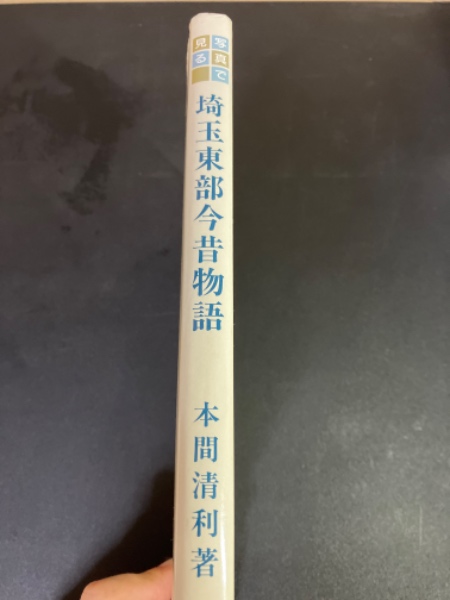 写真で
見る
埼玉東部今昔物語
本間清利著